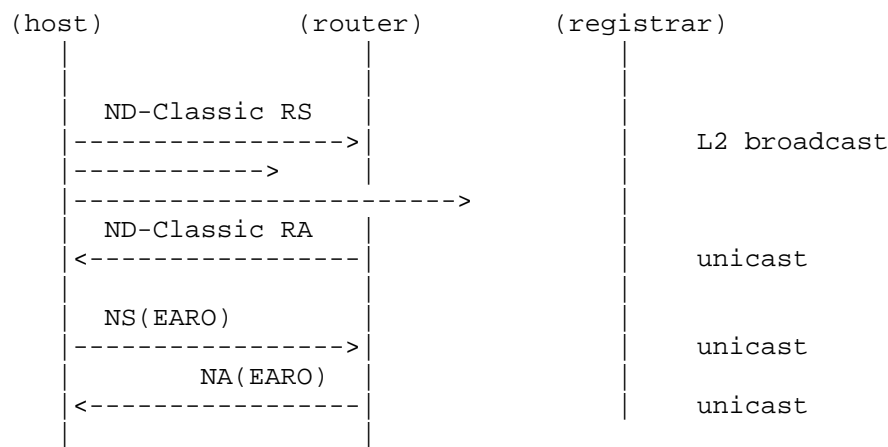 (host) (router) (registrar)
ND-Classic RS
L2 broadcast
ND-Classic RA
unicast
NS(EARO)
unicast
NA(EARO)
unicast